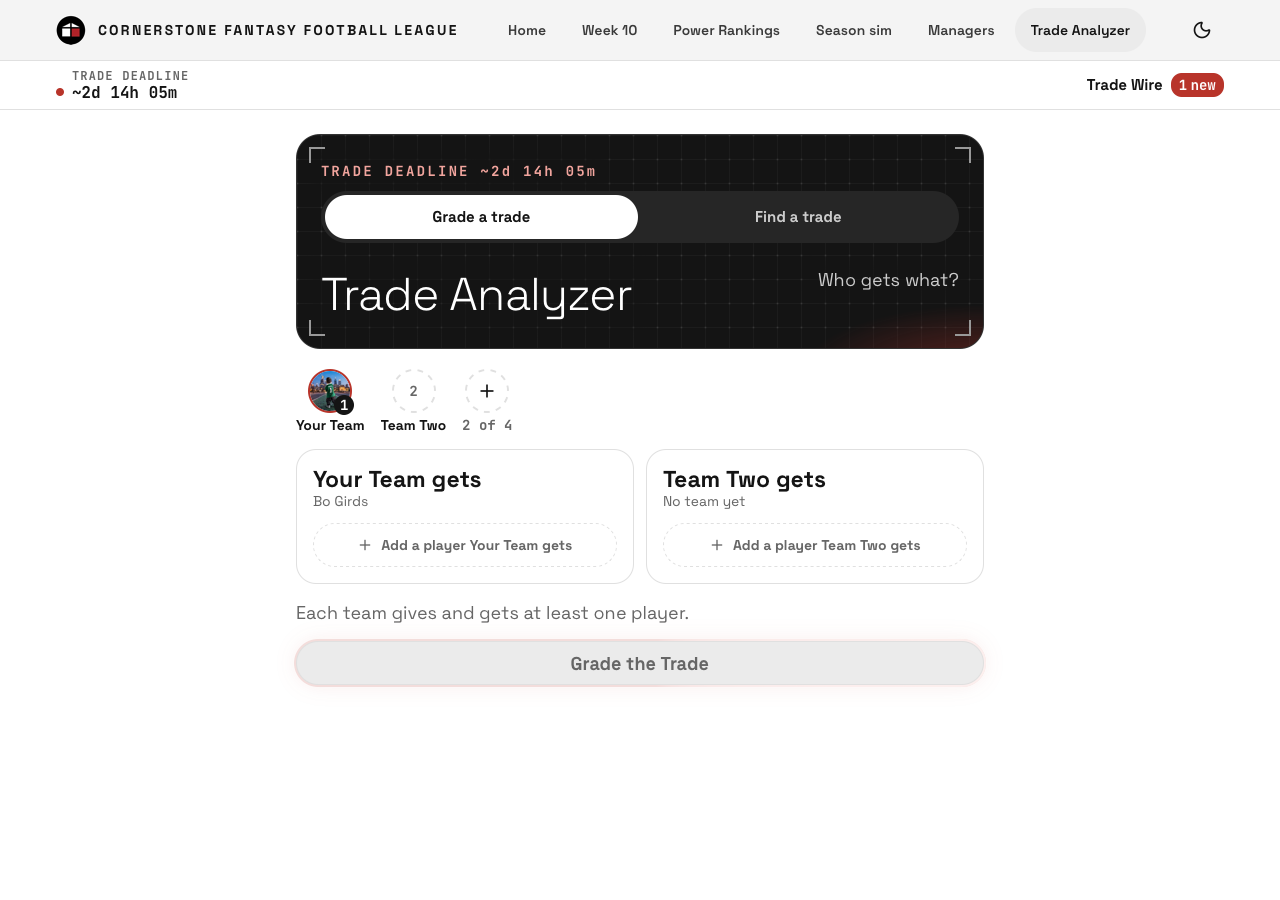 CORNERSTONE FANTASY FOOTBALL LEAGUE
Home
Week 10
Power Rankings
Season sim
Managers
Trade Analyzer
TRADE DEADLINE
~2d 14h 05m
Trade Wire
1 new
TRADE DEADLINE ~2d 14h 05m
Grade a trade
Find a trade
Trade Analyzer
Who gets what?
1
2
Your Team
Team Two
2 of 4
Your Team gets
Bo Girds
Add a player Your Team gets
Team Two gets
No team yet
Add a player Team Two gets
Each team gives and gets at least one player.
Grade the Trade